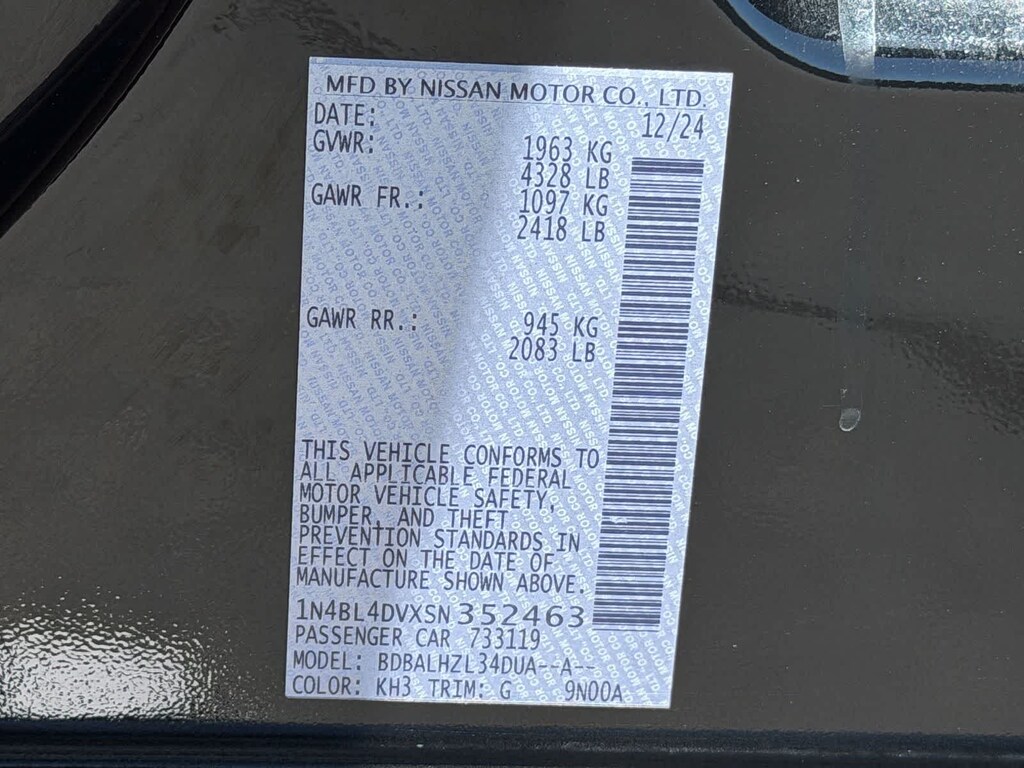 MFD BY NISSAN MOTOR CO., LTD.
DATE: 12/24
GVWR: 1963 KG
4328 LB
GAWR FR.: 1097 KG
2418 LB
GAWR RR.: 945 KG
2083 LB
THIS VEHICLE CONFORMS TO
ALL APPLICABLE FEDERAL
MOTOR VEHICLE SAFETY,
BUMPER, AND THEFT
PREVENTION STANDARDS IN
EFFECT ON THE DATE OF
MANUFACTURE SHOWN ABOVE.
1N4BL4DVXSN352463
PASSENGER CAR 733119
MODEL: BDBALHZL34DUA--A--
COLOR: KH3 TRIM: G 9N00A